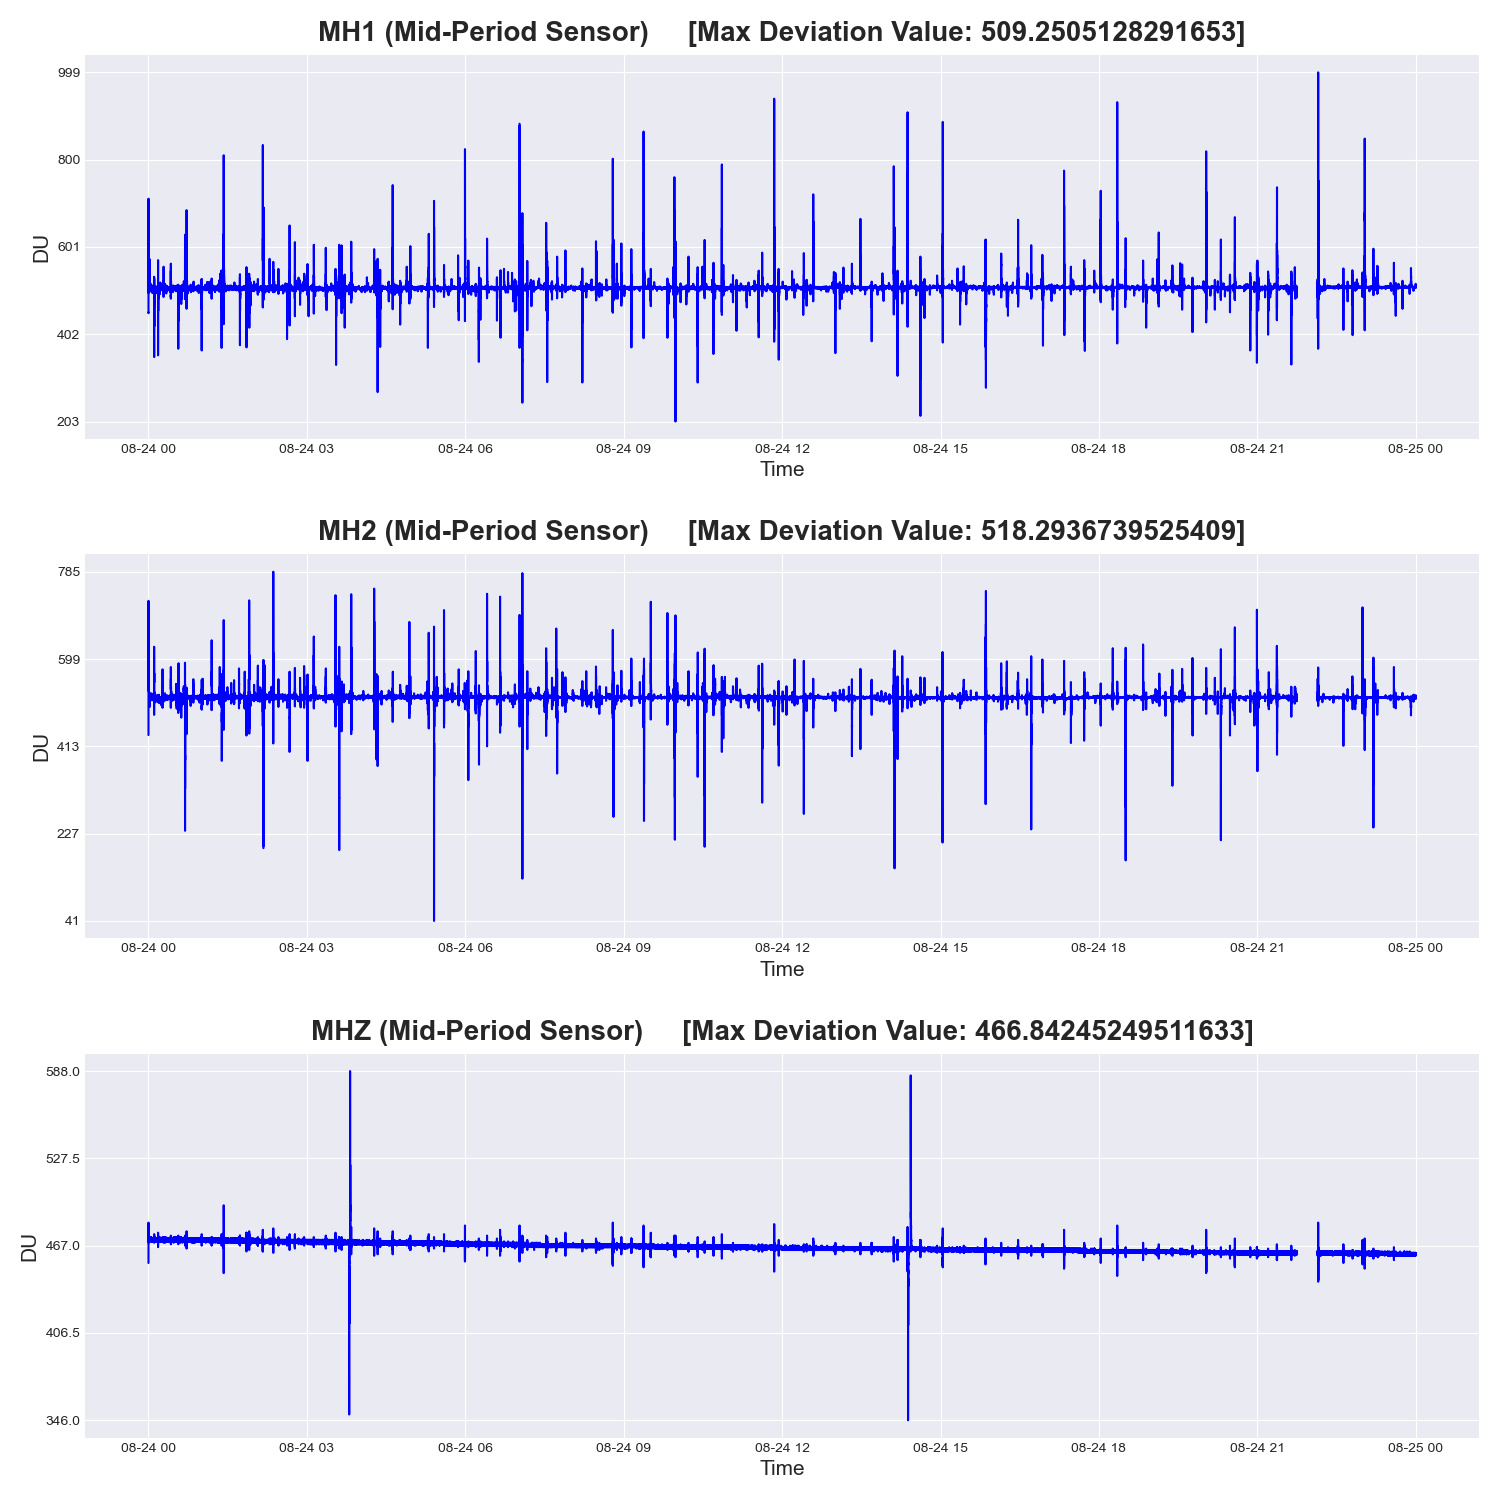 MH1 (Mid-Period Sensor) [Max Deviation Value: 509.2505128291653]
999
800
601
402
203
DU
08-24 00 08-24 03 08-24 06 08-24 09 08-24 12 08-24 15 08-24 18 08-24 21 08-25 00
Time
MH2 (Mid-Period Sensor) [Max Deviation Value: 518.2936739525409]
785
599
413
227
41
DU
08-24 00 08-24 03 08-24 06 08-24 09 08-24 12 08-24 15 08-24 18 08-24 21 08-25 00
Time
MHZ (Mid-Period Sensor) [Max Deviation Value: 466.84245249511633]
588.0
527.5
467.0
406.5
346.0
DU
08-24 00 08-24 03 08-24 06 08-24 09 08-24 12 08-24 15 08-24 18 08-24 21 08-25 00
Time